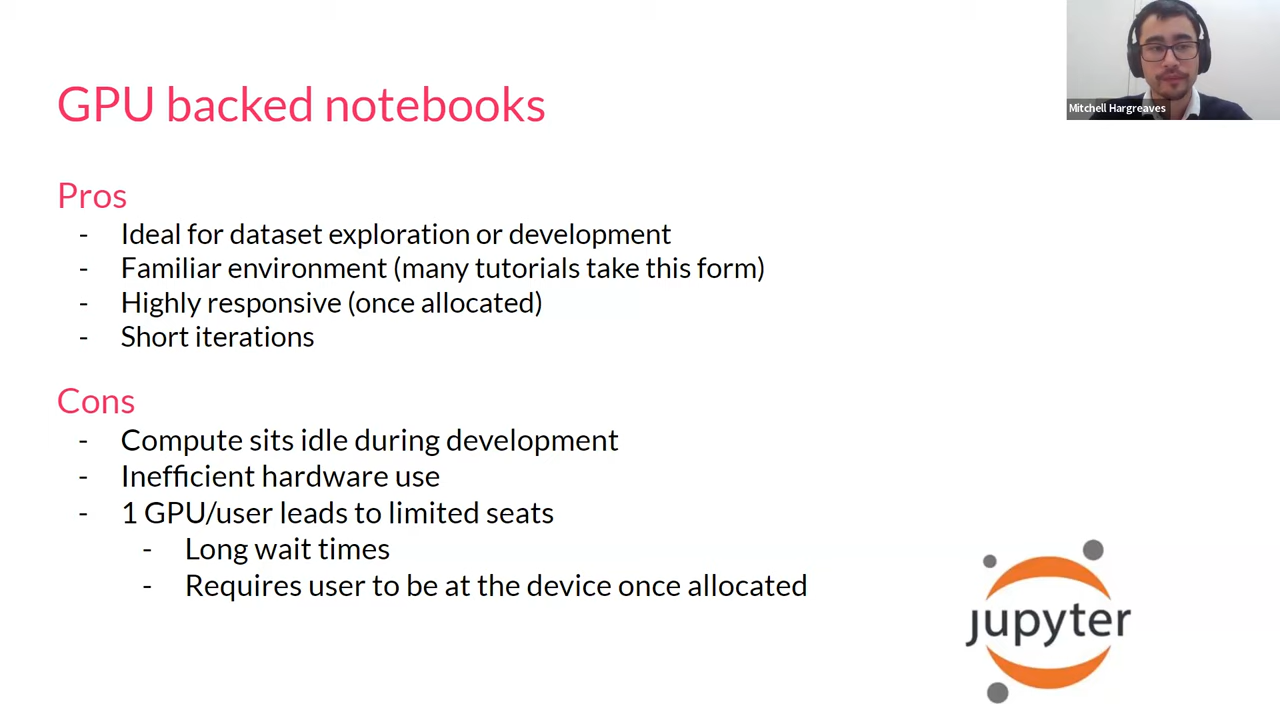 GPU backed notebooks
Mitchell Hargreaves
Pros
- Ideal for dataset exploration or development
- Familiar environment (many tutorials take this form)
- Highly responsive (once allocated)
- Short iterations
Cons
- Compute sits idle during development
- Inefficient hardware use
- 1 GPU/user leads to limited seats
- Long wait times
- Requires user to be at the device once allocated
jupyter